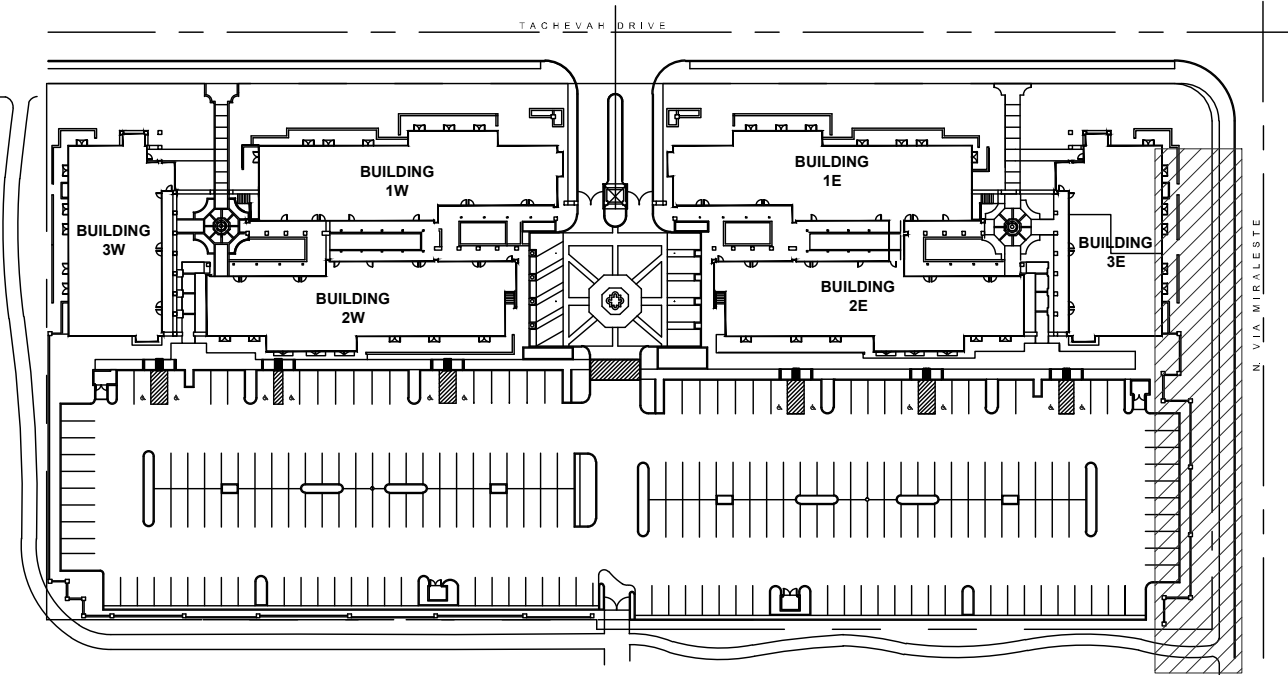 TACHEVAH DRIVE
BUILDING
1W
BUILDING
1E
BUILDING
3W
BUILDING
3E
BUILDING
2W
BUILDING
2E
N. VIA MIRALESTE